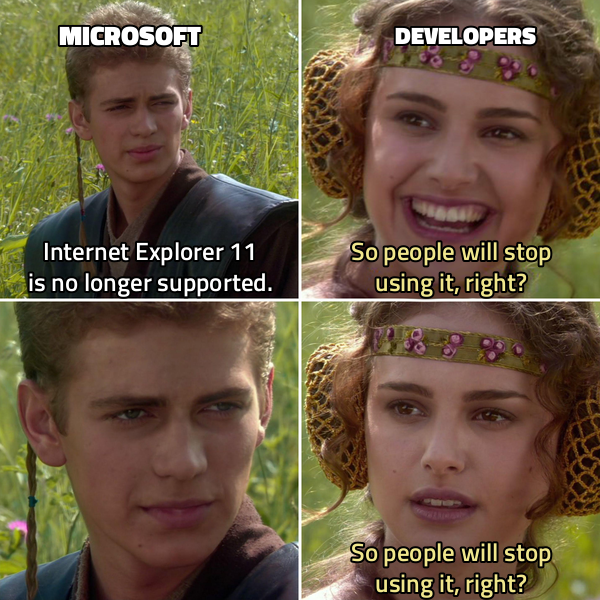 MICROSOFT
DEVELOPERS
Internet Explorer 11
is no longer supported.
So people will stop
using it, right?
So people will stop
using it, right?